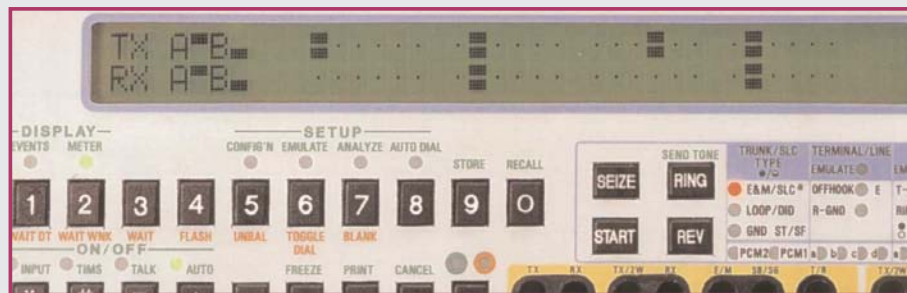 TX A B
RX A B
DISPLAY
SETUP
EVENTS METER CONFIG'N EMULATE ANALYZE AUTO DIAL STORE RECALL
1 2 3 4 5 6 7 8 9 0
WAIT DT WAIT WNK WAIT FLASH UNBAL TOGGLE DIAL BLANK
ON/OFF
INPUT TIMS TALK AUTO FREEZE PRINT CANCEL
SEND TONE
SEIZE RING
START REV
TRUNK/SLC TYPE TERMINAL/LINE
EMULATE
E&M/SLC OFFHOOK E
LOOP/DID R-GND
GND ST/SF
PCM2 PCM1 a b c d
TX RX TX/2W RX E/M SB/SG T/R TX/2W